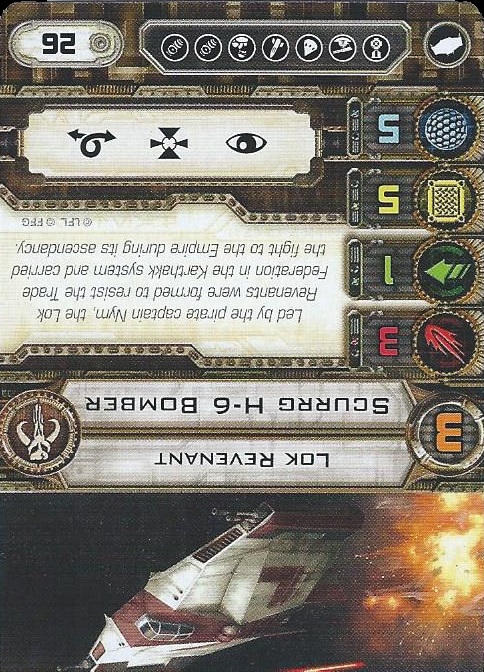 Lok Revenant
3
Scurrg H-6 Bomber
3
1
5
5
Led by the pirate captain Nym, the Lok
Revenants were formed to resist the Trade
Federation in the Karthakk system and carried
the fight to the Empire during its ascendancy.
© LFL © FFG
26